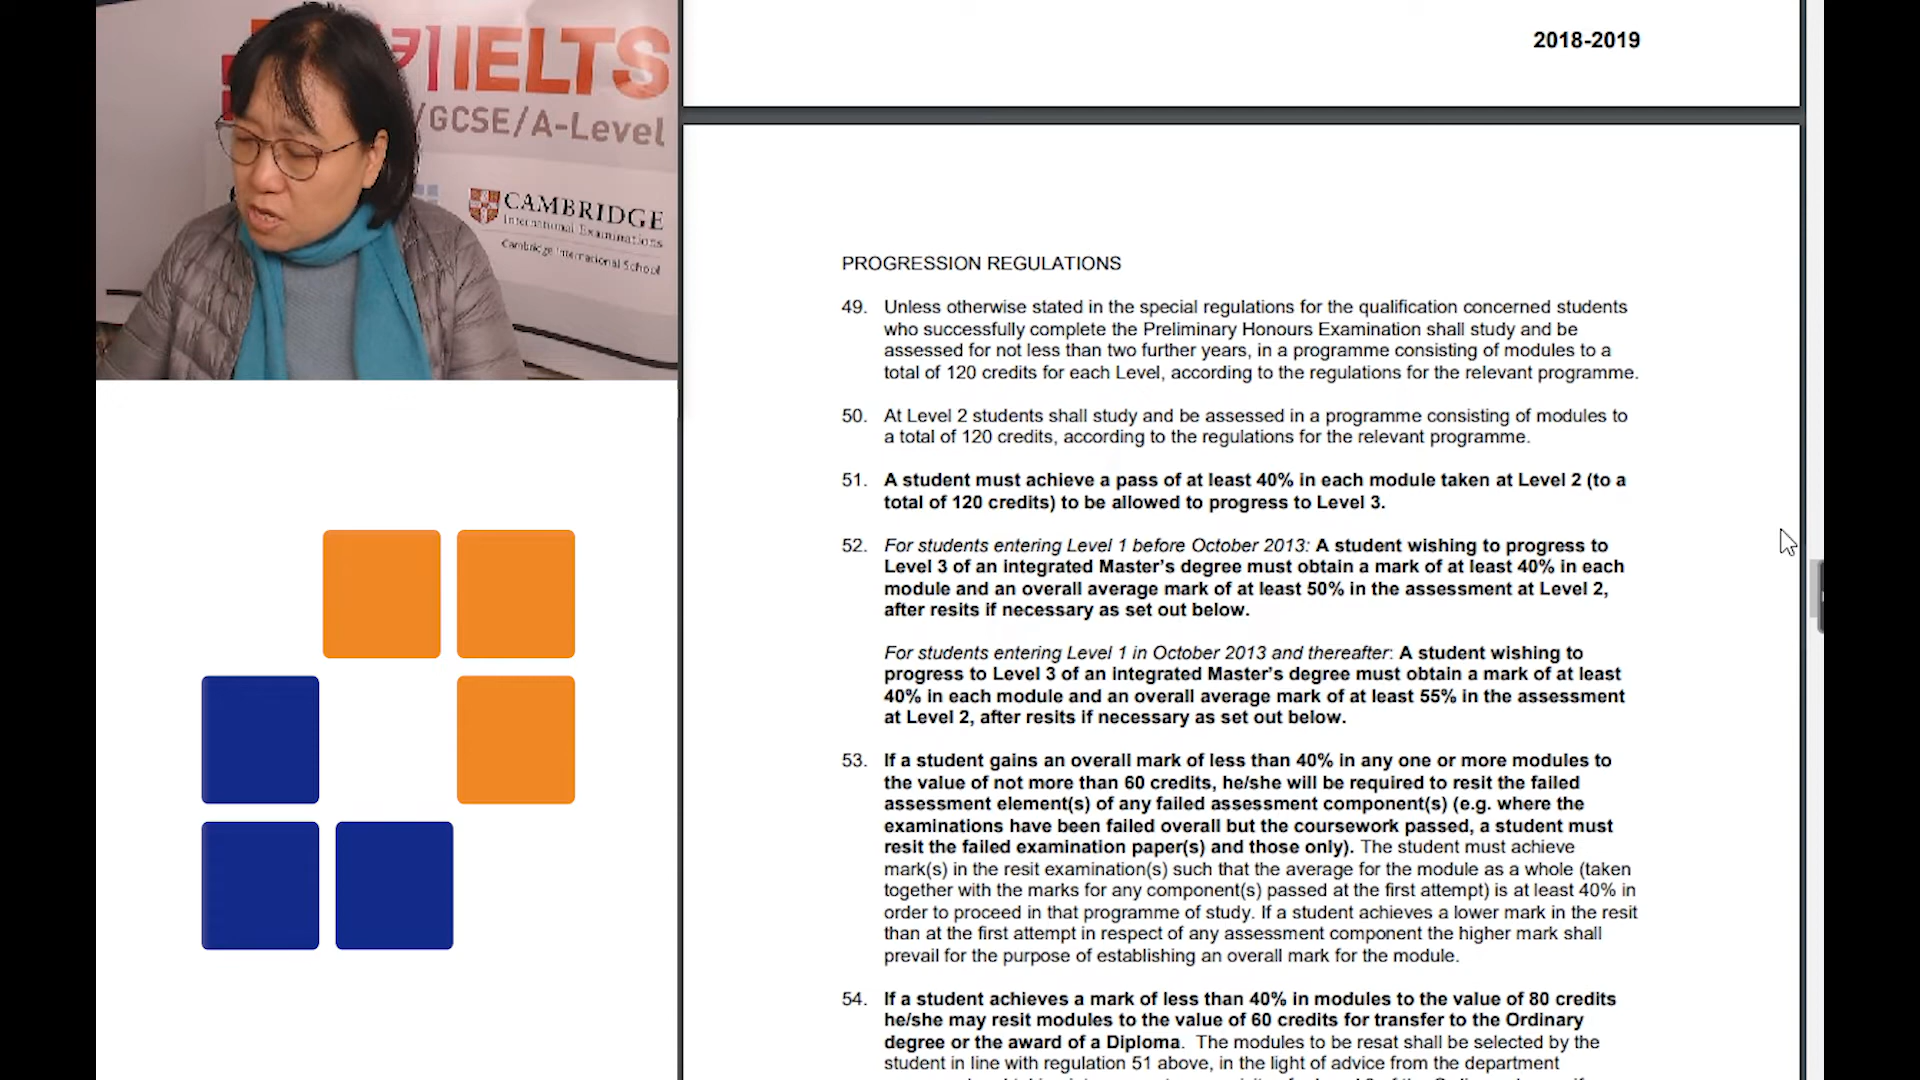 IELTS
/GCSE/A-Level
CAMBRIDGE
International Examinations
Cambridge International School
2018-2019
PROGRESSION REGULATIONS
49. Unless otherwise stated in the special regulations for the qualification concerned students
who successfully complete the Preliminary Honours Examination shall study and be
assessed for not less than two further years, in a programme consisting of modules to a
total of 120 credits for each Level, according to the regulations for the relevant programme.
50. At Level 2 students shall study and be assessed in a programme consisting of modules to
a total of 120 credits, according to the regulations for the relevant programme.
51. A student must achieve a pass of at least 40% in each module taken at Level 2 (to a
total of 120 credits) to be allowed to progress to Level 3.
52. For students entering Level 1 before October 2013: A student wishing to progress to
Level 3 of an integrated Master's degree must obtain a mark of at least 40% in each
module and an overall average mark of at least 50% in the assessment at Level 2,
after resits if necessary as set out below.
For students entering Level 1 in October 2013 and thereafter: A student wishing to
progress to Level 3 of an integrated Master's degree must obtain a mark of at least
40% in each module and an overall average mark of at least 55% in the assessment
at Level 2, after resits if necessary as set out below.
53. If a student gains an overall mark of less than 40% in any one or more modules to
the value of not more than 60 credits, he/she will be required to resit the failed
assessment element(s) of any failed assessment component(s) (e.g. where the
examinations have been failed overall but the coursework passed, a student must
resit the failed examination paper(s) and those only). The student must achieve
mark(s) in the resit examination(s) such that the average for the module as a whole (taken
together with the marks for any component(s) passed at the first attempt) is at least 40% in
order to proceed in that programme of study. If a student achieves a lower mark in the resit
than at the first attempt in respect of any assessment component the higher mark shall
prevail for the purpose of establishing an overall mark for the module.
54. If a student achieves a mark of less than 40% in modules to the value of 80 credits
he/she may resit modules to the value of 60 credits for transfer to the Ordinary
degree or the award of a Diploma. The modules to be resat shall be selected by the
student in line with regulation 51 above, in the light of advice from the department